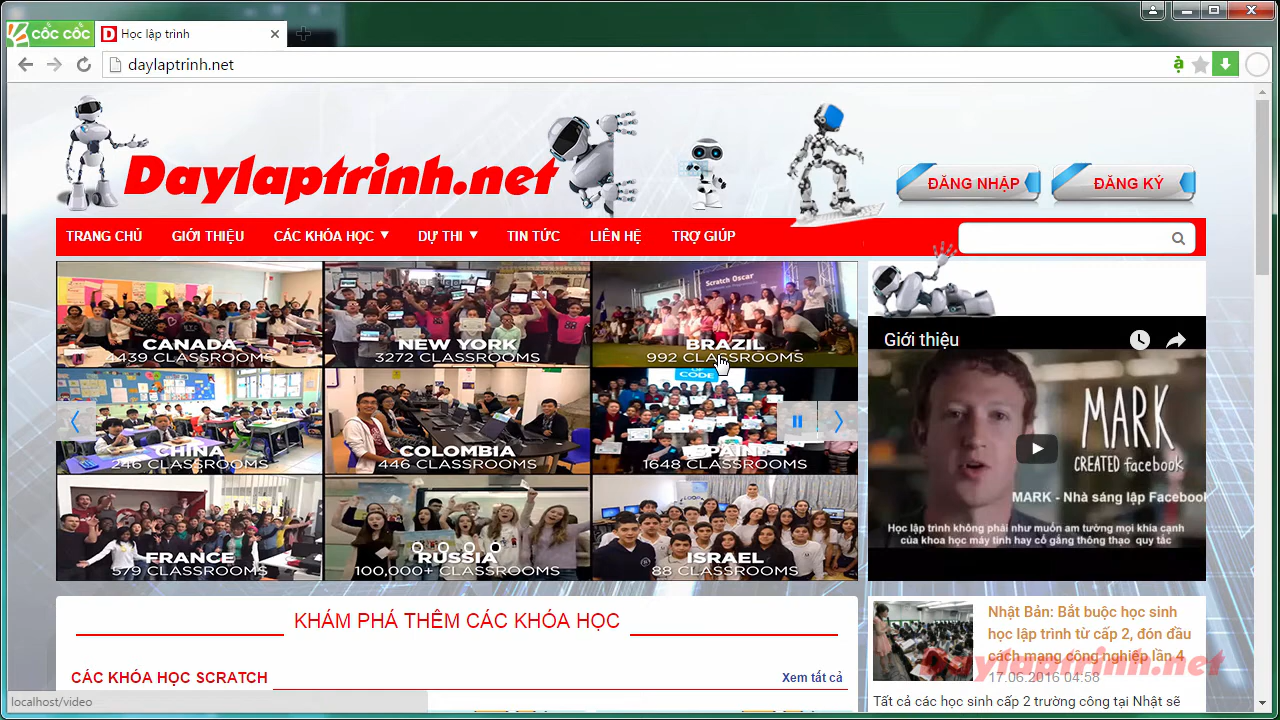 CỐC CỐC
Học lập trình
daylaptrinh.net
Daylaptrinh.net
ĐĂNG NHẬP
ĐĂNG KÝ
TRANG CHỦ GIỚI THIỆU CÁC KHÓA HỌC ▼ DỰ THI ▼ TIN TỨC LIÊN HỆ TRỢ GIÚP
CANADA
4439 CLASSROOMS
NEW YORK
3272 CLASSROOMS
Scratch Oscar
BRAZIL
992 CLASSROOMS
CHINA
246 CLASSROOMS
COLOMBIA
446 CLASSROOMS
CODE
SPAIN
1648 CLASSROOMS
FRANCE
579 CLASSROOMS
RUSSIA
100,000+ CLASSROOMS
ISRAEL
88 CLASSROOMS
Giới thiệu
MARK
CREATED facebook
MARK - Nhà sáng lập Facebook
Học lập trình không phải như muốn am tường mọi khía cạnh
của khoa học máy tính hay cố gắng thông thạo quy tắc
KHÁM PHÁ THÊM CÁC KHÓA HỌC
CÁC KHÓA HỌC SCRATCH
Xem tất cả
Nhật Bản: Bắt buộc học sinh
học lập trình từ cấp 2, đón đầu
cách mạng công nghiệp lần 4
17.06.2016 04:58
Daylaptrinh.net
Tất cả các học sinh cấp 2 trường công tại Nhật sẽ
localhost/video